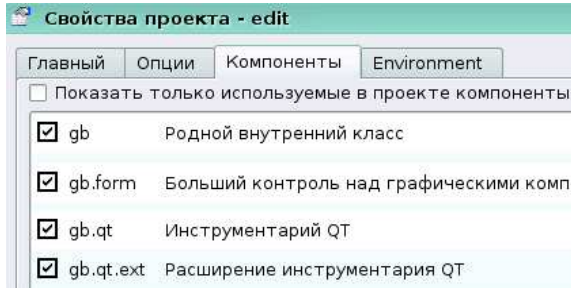 Свойства проекта - edit
Главный Опции Компоненты Environment
Показать только используемые в проекте компоненты
gb Родной внутренний класс
gb.form Больший контроль над графическими комп
gb.qt Инструментарий QT
gb.qt.ext Расширение инструментария QT